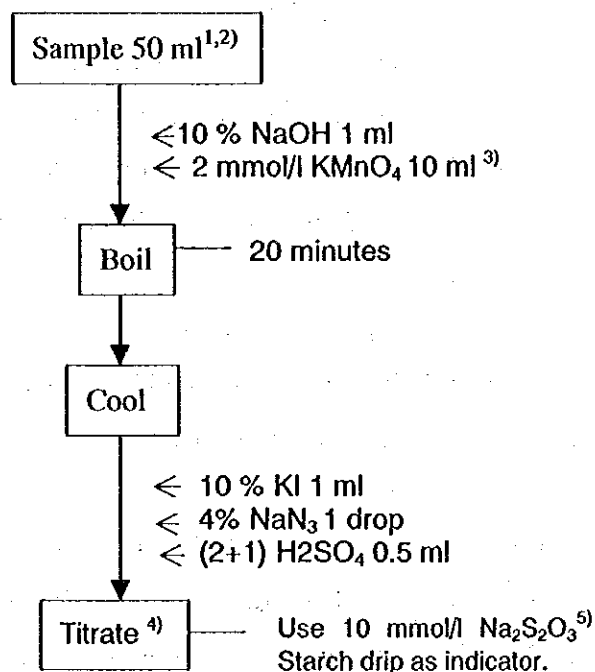 Sample 50 ml1,2)
<10 % NaOH 1 ml
< 2 mmol/l KMnO4 10 ml 3)
Boil
20 minutes
Cool
< 10 % KI 1 ml
< 4% NaN3 1 drop
< (2+1) H2SO4 0.5 ml
Titrate 4)
Use 10 mmol/l Na2S2O35)
Starch drip as indicator.